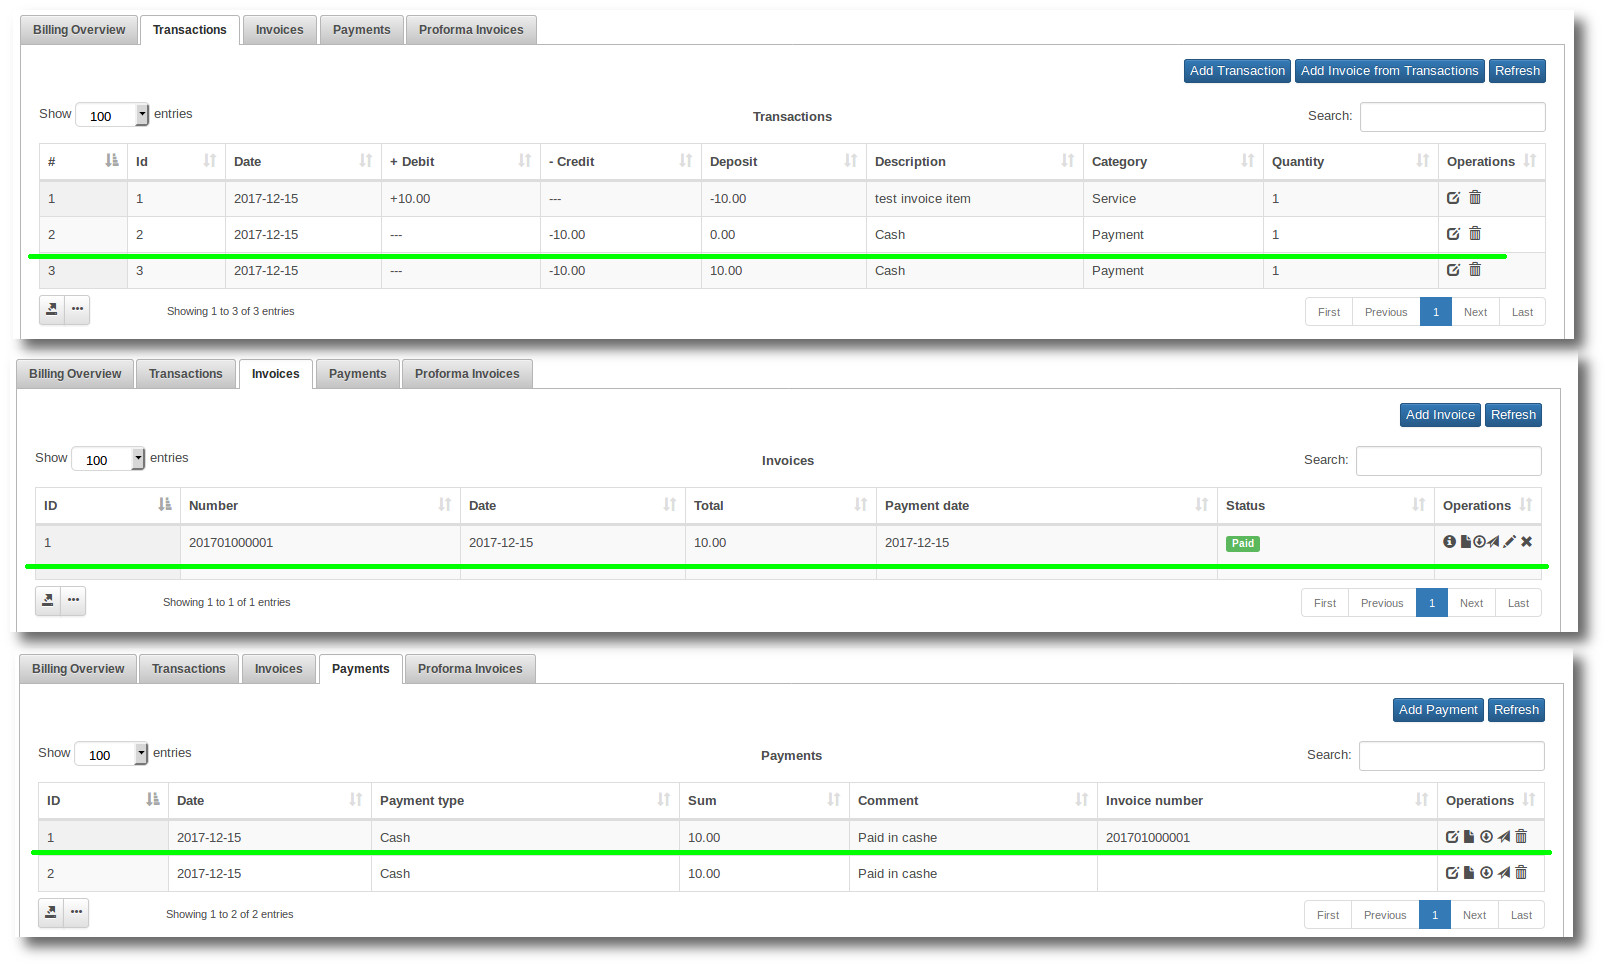 Billing Overview Transactions Invoices Payments Proforma Invoices
Add Transaction Add Invoice from Transactions Refresh
Show 100 entries Transactions Search:
# Id Date + Debit - Credit Deposit Description Category Quantity Operations
1 1 2017-12-15 +10.00 --- -10.00 test invoice item Service 1
2 2 2017-12-15 --- -10.00 0.00 Cash Payment 1
3 3 2017-12-15 --- -10.00 10.00 Cash Payment 1
Showing 1 to 3 of 3 entries First Previous 1 Next Last
Billing Overview Transactions Invoices Payments Proforma Invoices
Add Invoice Refresh
Show 100 entries Invoices Search:
ID Number Date Total Payment date Status Operations
1 201701000001 2017-12-15 10.00 2017-12-15 Paid
Showing 1 to 1 of 1 entries First Previous 1 Next Last
Billing Overview Transactions Invoices Payments Proforma Invoices
Add Payment Refresh
Show 100 entries Payments Search:
ID Date Payment type Sum Comment Invoice number Operations
1 2017-12-15 Cash 10.00 Paid in cashe 201701000001
2 2017-12-15 Cash 10.00 Paid in cashe
Showing 1 to 2 of 2 entries First Previous 1 Next Last